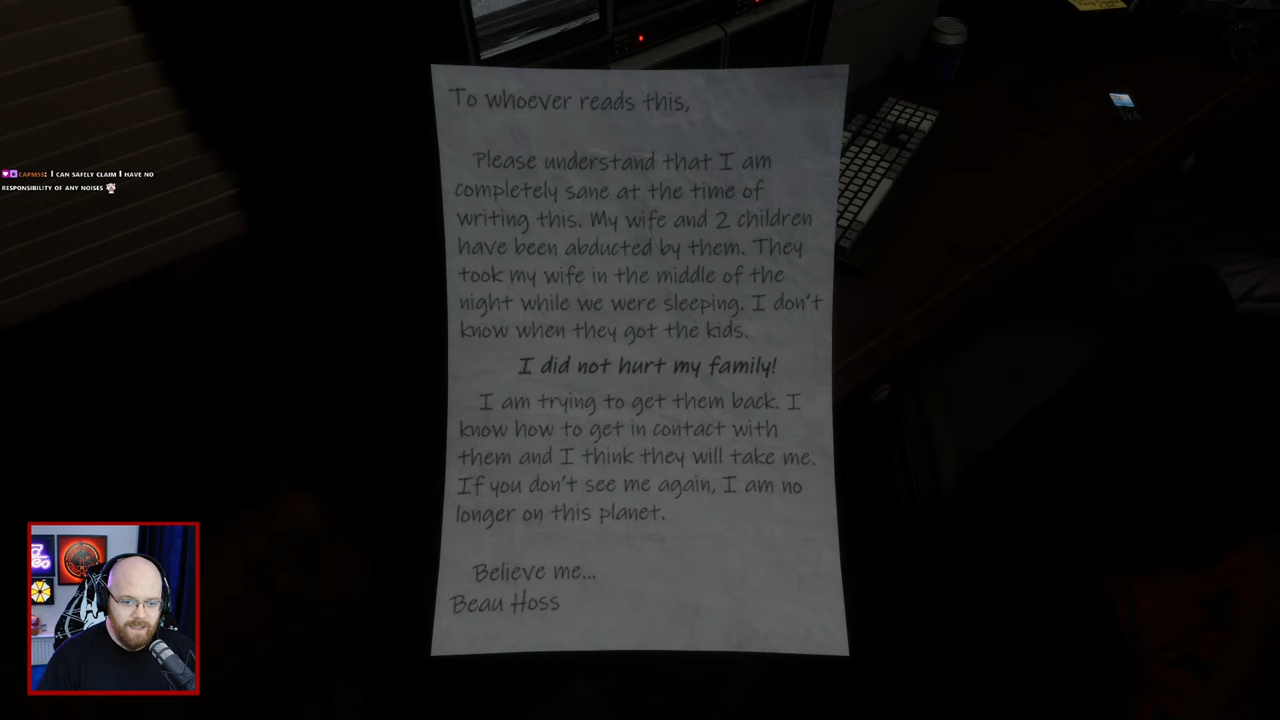 To whoever reads this,
Please understand that I am
completely sane at the time of
writing this. My wife and 2 children
have been abducted by them. They
took my wife in the middle of the
night while we were sleeping. I don't
know when they got the kids.
I did not hurt my family!
I am trying to get them back. I
know how to get in contact with
them and I think they will take me.
If you don't see me again, I am no
longer on this planet.
Believe me...
Beau Hoss
CAPMSS: I CAN SAFELY CLAIM I HAVE NO
RESPONSIBILITY OF ANY NOISES